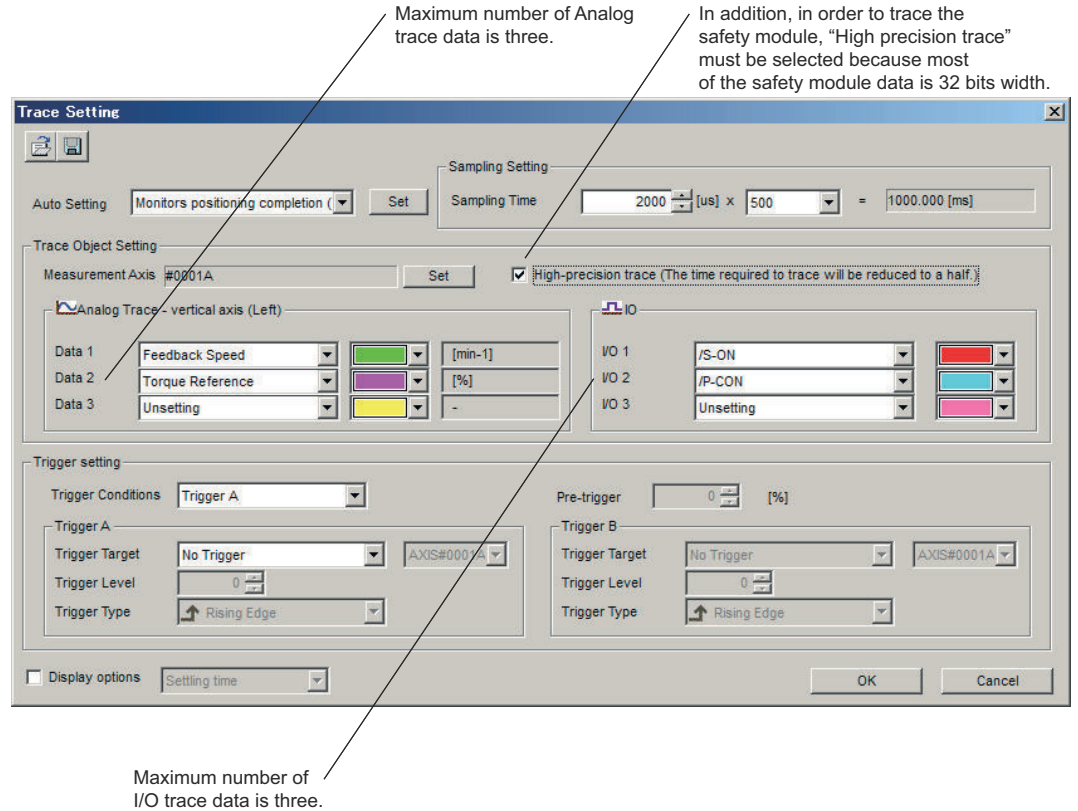 Maximum number of Analog
trace data is three.
In addition, in order to trace the
safety module, “High precision trace”
must be selected because most
of the safety module data is 32 bits width.
Trace Setting
Sampling Setting
Auto Setting Monitors positioning completion ( Set Sampling Time 2000 [us] x 500 = 1000.000 [ms]
Trace Object Setting
Measurement Axis #0001A Set High-precision trace (The time required to trace will be reduced to a half.)
Analog Trace - vertical axis (Left) IO
Data 1 Feedback Speed [min-1] I/O 1 /S-ON
Data 2 Torque Reference [%] I/O 2 /P-CON
Data 3 Unsetting - I/O 3 Unsetting
Trigger setting
Trigger Conditions Trigger A Pre-trigger 0 [%]
Trigger A Trigger B
Trigger Target No Trigger AXIS#0001A Trigger Target No Trigger AXIS#0001A
Trigger Level 0 Trigger Level 0
Trigger Type Rising Edge Trigger Type Rising Edge
Display options Settling time OK Cancel
Maximum number of
I/O trace data is three.